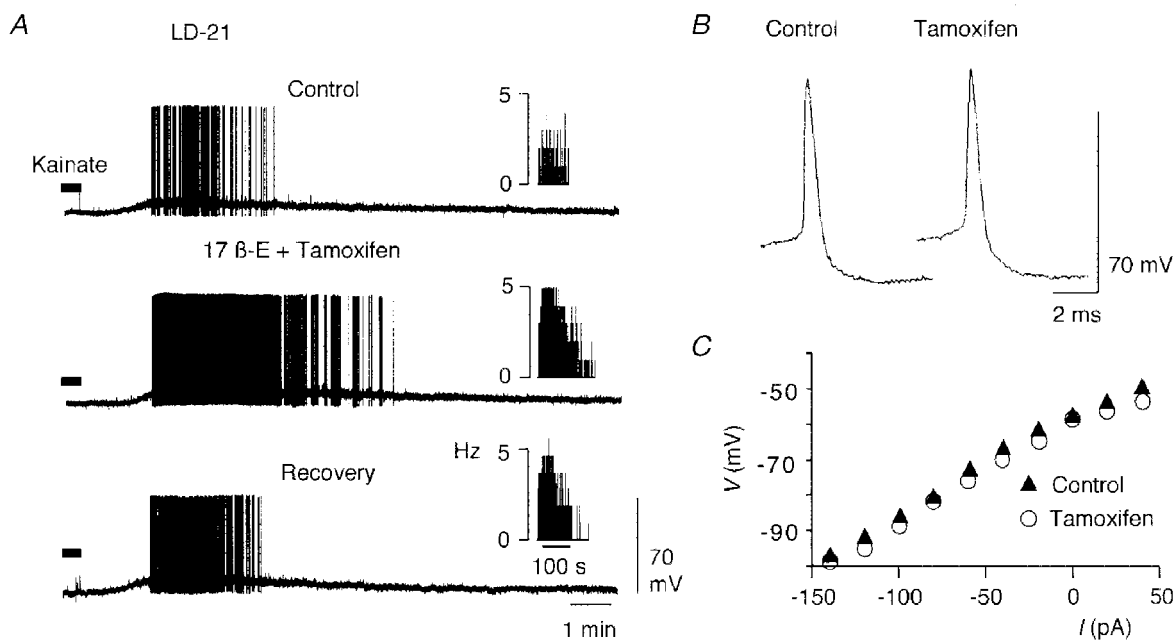 A
LD-21
Control
5
0
Kainate
17 ß-E + Tamoxifen
5
0
Recovery
Hz
5
0
100 s
70
mV
1 min
B
Control
Tamoxifen
70 mV
2 ms
C
-50
-70
-90
V (mV)
Control
Tamoxifen
-150
-100
-50
0
50
I (pA)